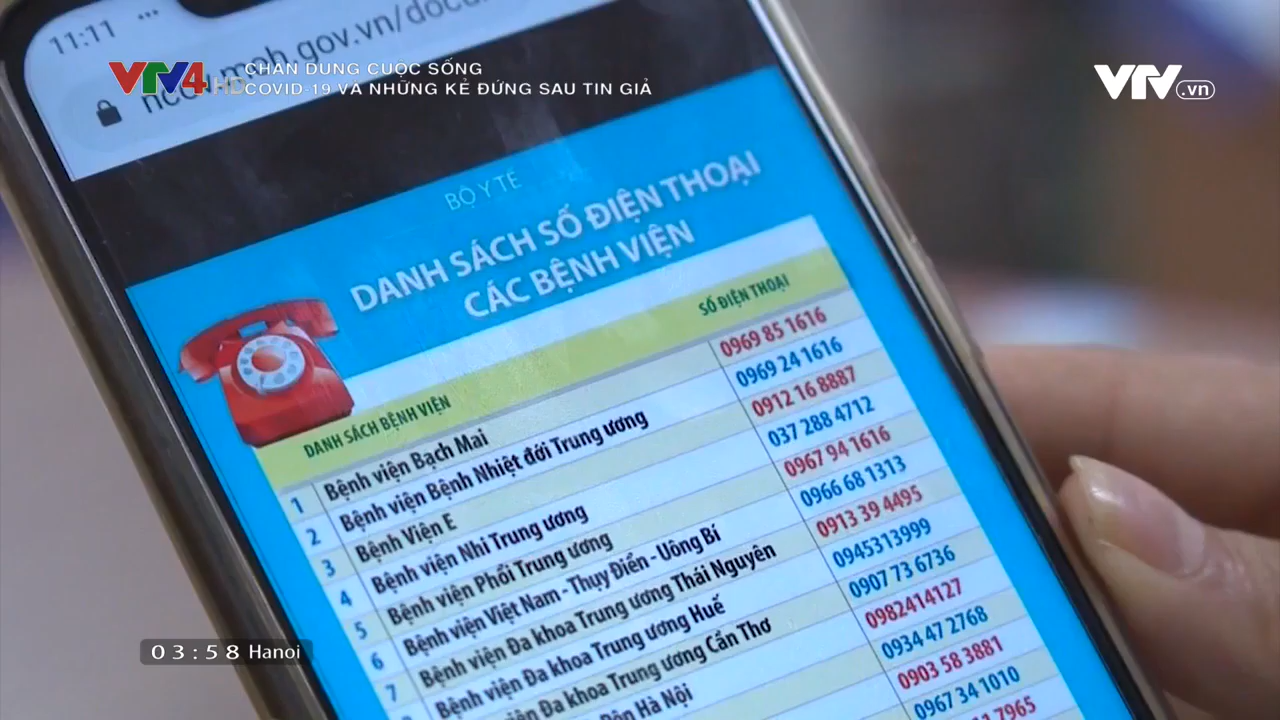 11:11
ncov.moh.gov.vn/docu
VTV4 HD
CHÂN DUNG CUỘC SỐNG
COVID-19 VÀ NHỮNG KẺ ĐỨNG SAU TIN GIẢ
VTV.vn
BỘ Y TẾ
DANH SÁCH SỐ ĐIỆN THOẠI
CÁC BỆNH VIỆN
DANH SÁCH BỆNH VIỆN SỐ ĐIỆN THOẠI
1 Bệnh viện Bạch Mai 0969 85 1616
2 Bệnh viện Bệnh Nhiệt đới Trung ương 0969 24 1616
3 Bệnh Viện E 0912 16 8887
4 Bệnh viện Nhi Trung ương 037 288 4712
5 Bệnh viện Phổi Trung ương 0967 94 1616
6 Bệnh viện Việt Nam - Thụy Điển - Uông Bí 0966 68 1313
7 Bệnh viện Đa khoa Trung ương Thái Nguyên 0913 39 4495
Bệnh viện Đa khoa Trung ương Huế 0945313999
Bệnh viện Đa khoa Trung ương Cần Thơ 0907 73 6736
Hà Nội 0982414127
0934 47 2768
0903 58 3881
0967 34 1010
7965
03:58 Hanoi